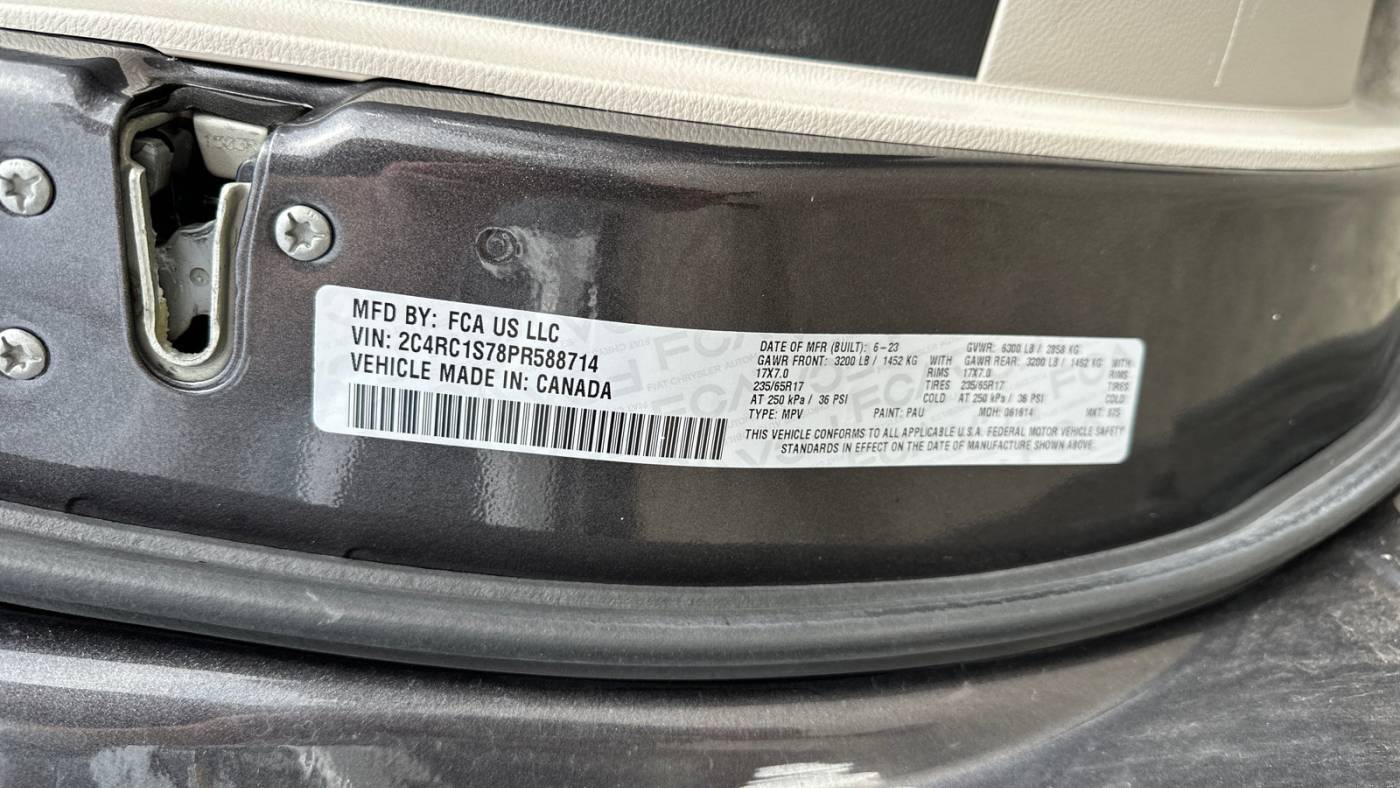 MFD BY: FCA US LLC
VIN: 2C4RC1S78PR588714
VEHICLE MADE IN: CANADA
DATE OF MFR (BUILT): 6-23 GVWR: 6300 LB / 2858 KG
GAWR FRONT: 3200 LB / 1452 KG WITH GAWR REAR: 3200 LB / 1452 KG WITH
17X7.0 RIMS 17X7.0 RIMS
235/65R17 TIRES 235/65R17 TIRES
AT 250 kPa / 36 PSI COLD AT 250 kPa / 36 PSI COLD
TYPE: MPV PAINT: PAU MDH: 061614 MXT: 625
THIS VEHICLE CONFORMS TO ALL APPLICABLE U.S.A. FEDERAL MOTOR VEHICLE SAFETY
STANDARDS IN EFFECT ON THE DATE OF MANUFACTURE SHOWN ABOVE.